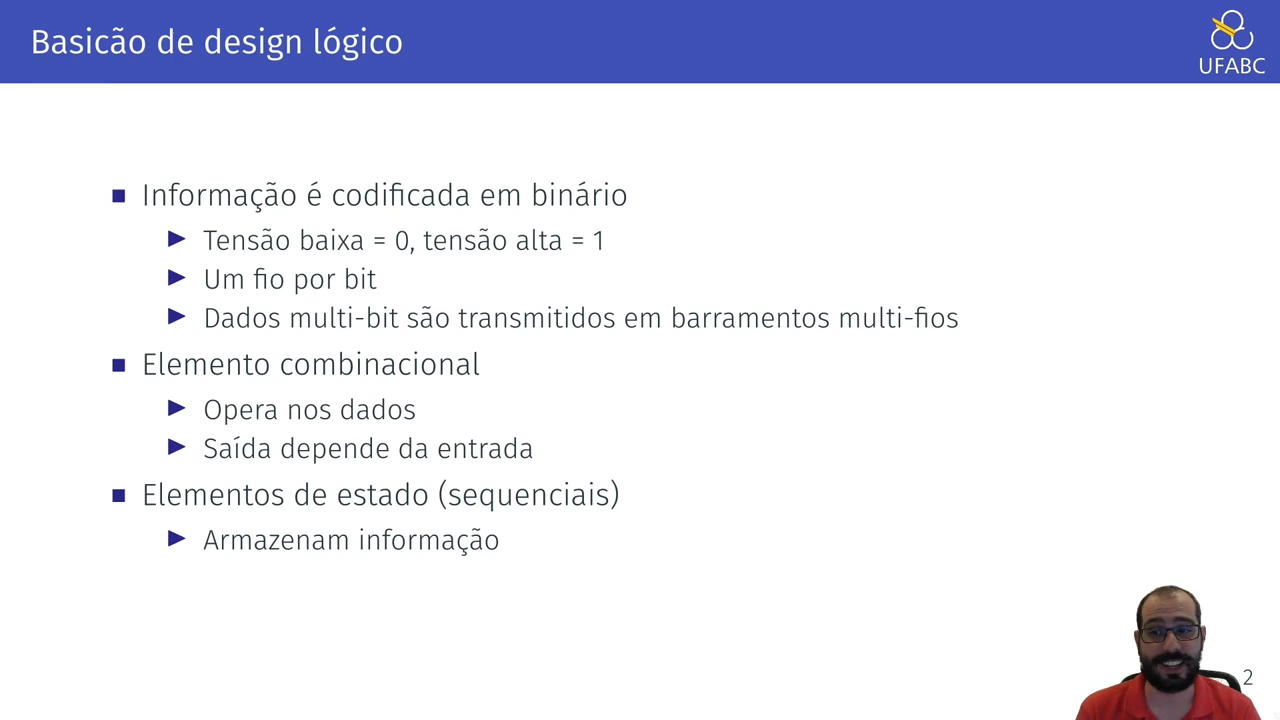 Basicão de design lógico
UFABC
Informação é codificada em binário
Tensão baixa = 0, tensão alta = 1
Um fio por bit
Dados multi-bit são transmitidos em barramentos multi-fios
Elemento combinacional
Opera nos dados
Saída depende da entrada
Elementos de estado (sequenciais)
Armazenam informação
2